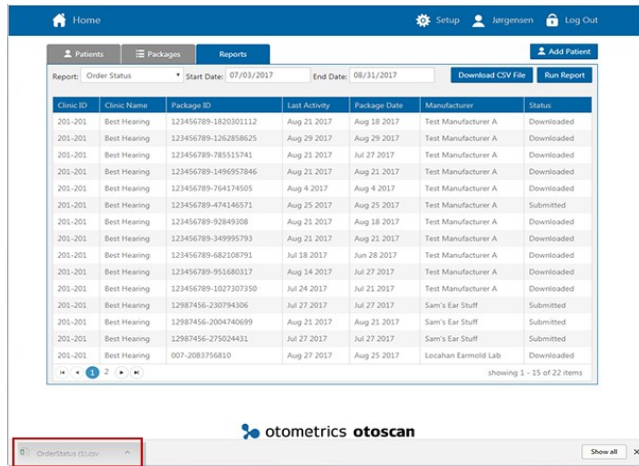 Home Setup Jørgensen Log Out
Patients Packages Reports Add Patient
Report: Order Status Start Date: 07/03/2017 End Date: 08/31/2017 Download CSV File Run Report
Clinic ID Clinic Name Package ID Last Activity Package Date Manufacturer Status
201-201 Best Hearing 123456789-1820301112 Aug 21 2017 Aug 18 2017 Test Manufacturer A Downloaded
201-201 Best Hearing 123456789-1262858625 Aug 29 2017 Aug 29 2017 Test Manufacturer A Downloaded
201-201 Best Hearing 123456789-785515741 Aug 21 2017 Jul 27 2017 Test Manufacturer A Downloaded
201-201 Best Hearing 123456789-1496957846 Aug 21 2017 Aug 21 2017 Test Manufacturer A Downloaded
201-201 Best Hearing 123456789-764174505 Aug 4 2017 Aug 4 2017 Test Manufacturer A Downloaded
201-201 Best Hearing 123456789-474146571 Aug 25 2017 Aug 25 2017 Test Manufacturer A Submitted
201-201 Best Hearing 123456789-92849308 Aug 21 2017 Aug 18 2017 Test Manufacturer A Downloaded
201-201 Best Hearing 123456789-349995793 Aug 21 2017 Aug 21 2017 Test Manufacturer A Downloaded
201-201 Best Hearing 123456789-682108791 Jul 18 2017 Jun 28 2017 Test Manufacturer A Downloaded
201-201 Best Hearing 123456789-951680317 Aug 14 2017 Jul 27 2017 Test Manufacturer A Downloaded
201-201 Best Hearing 123456789-1027307350 Jul 24 2017 Jul 21 2017 Test Manufacturer A Downloaded
201-201 Best Hearing 12987456-230794306 Jul 27 2017 Jul 27 2017 Sam's Ear Stuff Submitted
201-201 Best Hearing 12987456-2004740699 Aug 21 2017 Aug 21 2017 Sam's Ear Stuff Submitted
201-201 Best Hearing 12987456-275024431 Jul 27 2017 Jul 27 2017 Sam's Ear Stuff Submitted
201-201 Best Hearing 007-2083756810 Aug 27 2017 Aug 25 2017 Locahan Earmold Lab Downloaded
1 2 showing 1 - 15 of 22 items
otometrics otoscan
OrderStatus (1).csv Show all